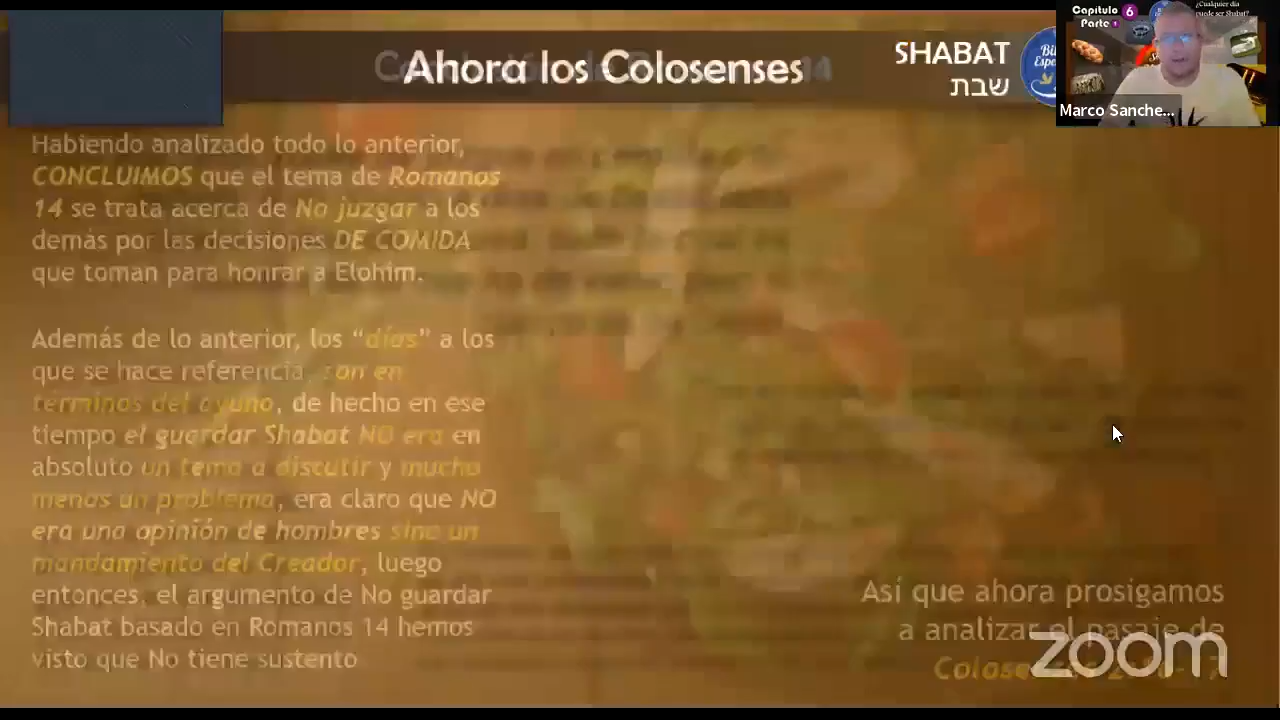 Ahora los Colosenses
SHABAT
שבת
Capítulo 6
Parte 1
¿Cualquier día
puede ser Shabat?
Marco Sanche...
Habiendo analizado todo lo anterior,
CONCLUIMOS que el tema de Romanos
14 se trata acerca de No juzgar a los
demás por las decisiones DE COMIDA
que toman para honrar a Elohim.
Además de lo anterior, los “días” a los
que se hace referencia, son en
términos del ayuno, de hecho en ese
tiempo el guardar Shabat NO era en
absoluto un tema a discutir y mucho
menos un problema, era claro que NO
era una opinión de hombres sino un
mandamiento del Creador, luego
entonces, el argumento de No guardar
Shabat basado en Romanos 14 hemos
visto que No tiene sustento
Así que ahora prosigamos
a analizar el pasaje de
zoom